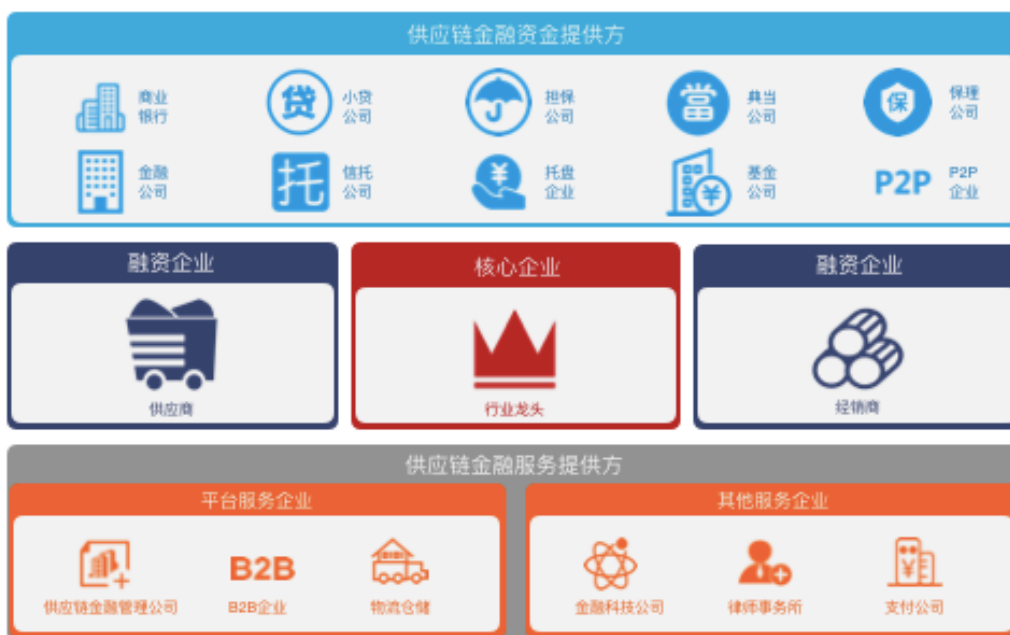 供应链金融资金提供方
商业
银行
贷
小贷
公司
担保
公司
當
典当
公司
保
保理
公司
金融
公司
托
信托
公司
¥
托盘
企业
¥
基金
公司
P2P
P2P
企业
融资企业
供应商
核心企业
行业龙头
融资企业
经销商
供应链金融服务提供方
平台服务企业
供应链金融管理公司
B2B
B2B企业
物流仓储
其他服务企业
金融科技公司
律师事务所
¥
支付公司